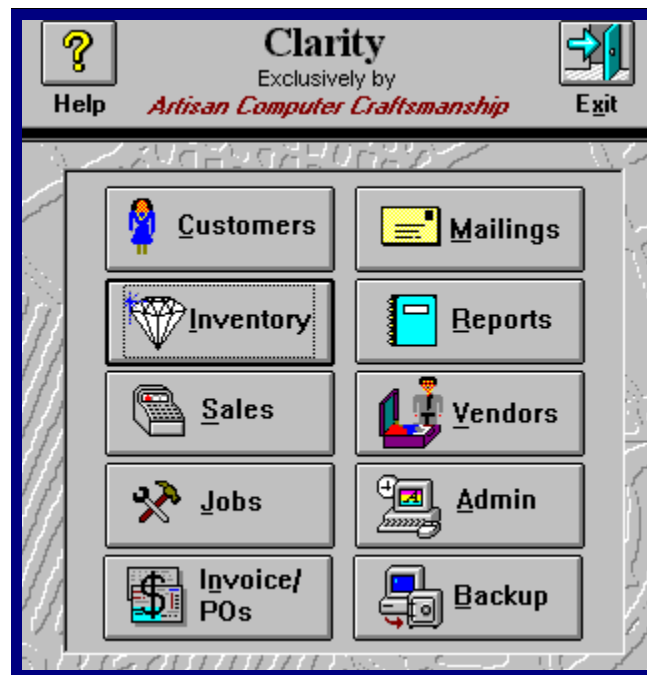 Clarity
Exclusively by
Artisan Computer Craftsmanship
Help
Exit
Customers
Mailings
Inventory
Reports
Sales
Vendors
Jobs
Admin
Invoice/
POs
Backup